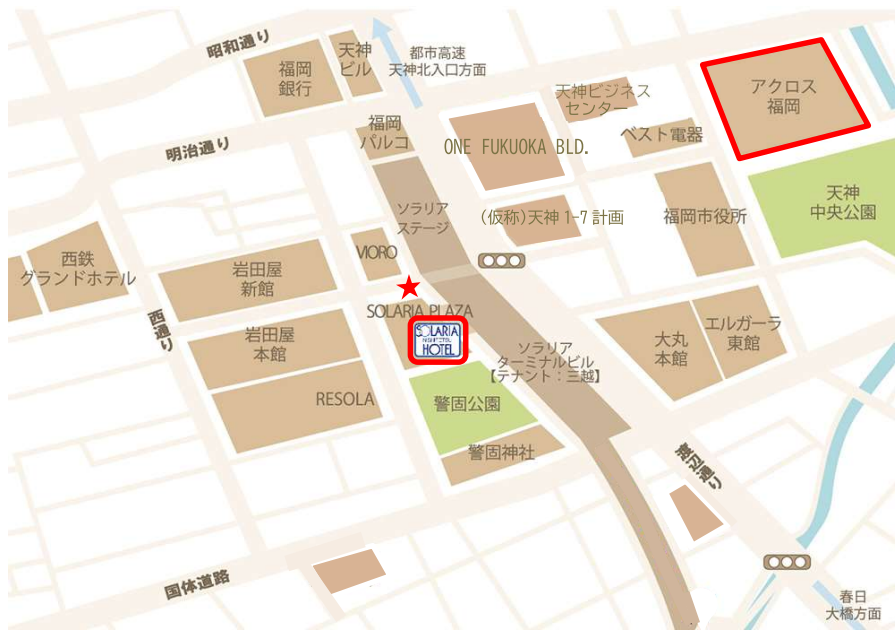 昭和通り
天神
ビル
都市高速
天神北入口方面
福岡
銀行
アクロス
福岡
天神ビジネス
センター
福岡
パルコ
明治通り
ONE FUKUOKA BLD.
ベスト電器
天神
中央公園
ソラリア
ステージ
(仮称)天神1-7計画
福岡市役所
VIORO
西鉄
グランドホテル
岩田屋
新館
SOLARIA PLAZA
SOLARIA
NISHITETSU
HOTEL
西通り
岩田屋
本館
ソラリア
ターミナルビル
【テナント：三越】
大丸
本館
エルガーラ
東館
RESOLA
警固公園
警固神社
渡辺通り
国体道路
春日
大橋方面